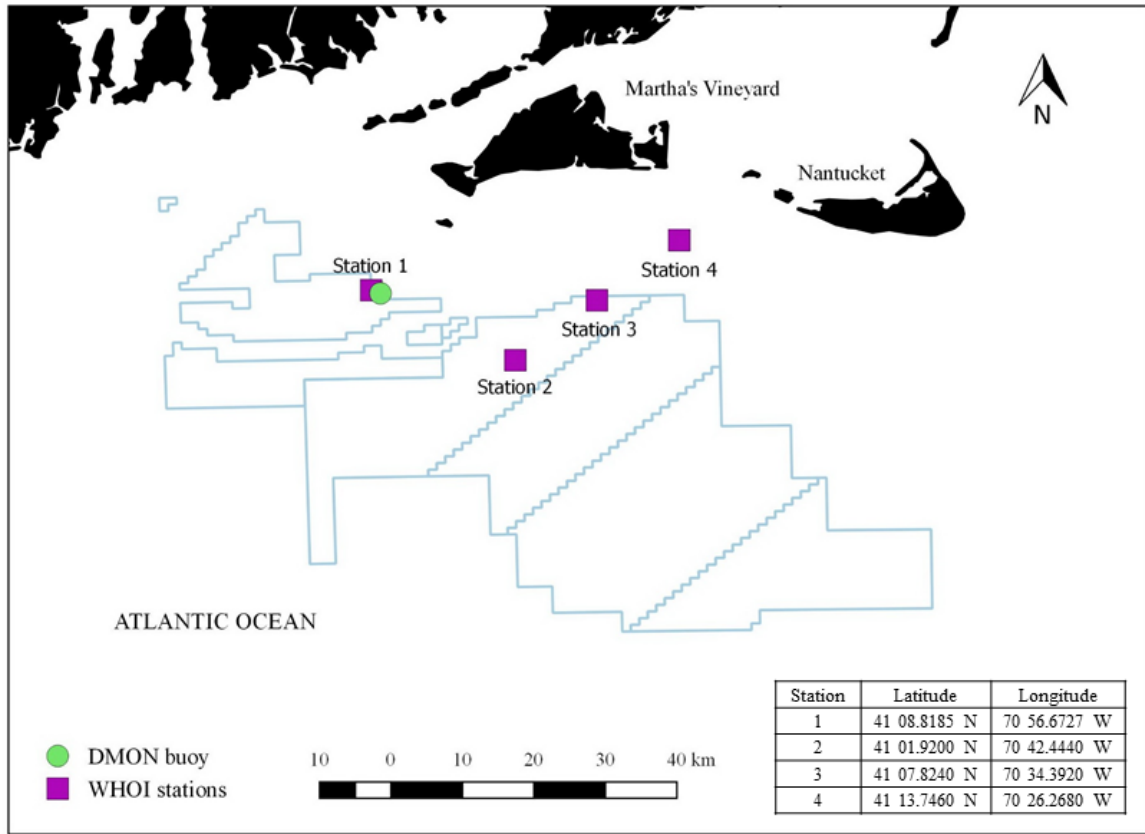 Martha's Vineyard
N
Nantucket
Station 1
Station 4
Station 3
Station 2
ATLANTIC OCEAN
Station Latitude Longitude
1 41 08.8185 N 70 56.6727 W
2 41 01.9200 N 70 42.4440 W
3 41 07.8240 N 70 34.3920 W
4 41 13.7460 N 70 26.2680 W
DMON buoy
WHOI stations
10 0 10 20 30 40 km